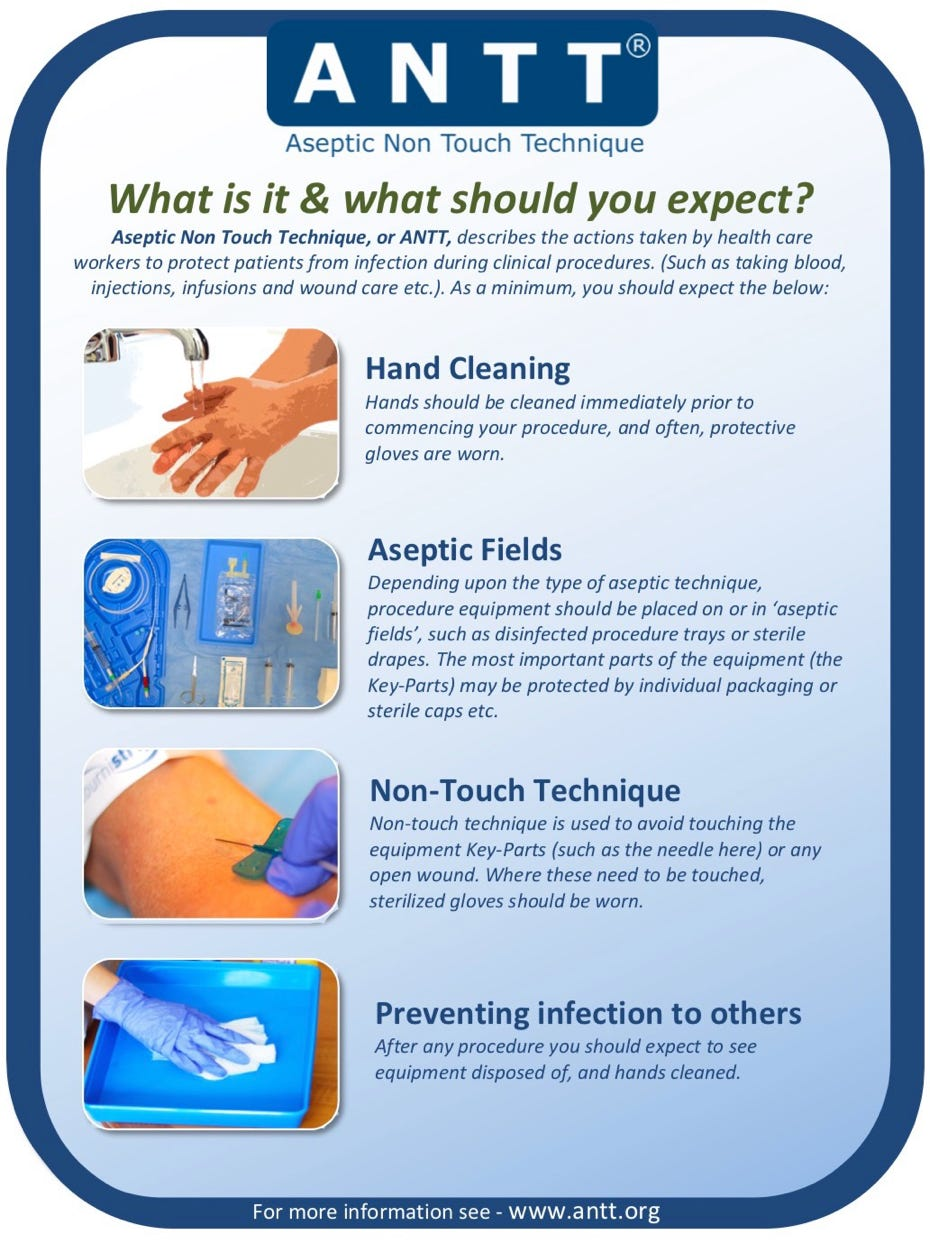 ANTT®
Aseptic Non Touch Technique
What is it & what should you expect?
Aseptic Non Touch Technique, or ANTT, describes the actions taken by health care
workers to protect patients from infection during clinical procedures. (Such as taking blood,
injections, infusions and wound care etc.). As a minimum, you should expect the below:
Hand Cleaning
Hands should be cleaned immediately prior to
commencing your procedure, and often, protective
gloves are worn.
Aseptic Fields
Depending upon the type of aseptic technique,
procedure equipment should be placed on or in ‘aseptic
fields’, such as disinfected procedure trays or sterile
drapes. The most important parts of the equipment (the
Key-Parts) may be protected by individual packaging or
sterile caps etc.
Non-Touch Technique
Non-touch technique is used to avoid touching the
equipment Key-Parts (such as the needle here) or any
open wound. Where these need to be touched,
sterilized gloves should be worn.
Preventing infection to others
After any procedure you should expect to see
equipment disposed of, and hands cleaned.
For more information see - www.antt.org